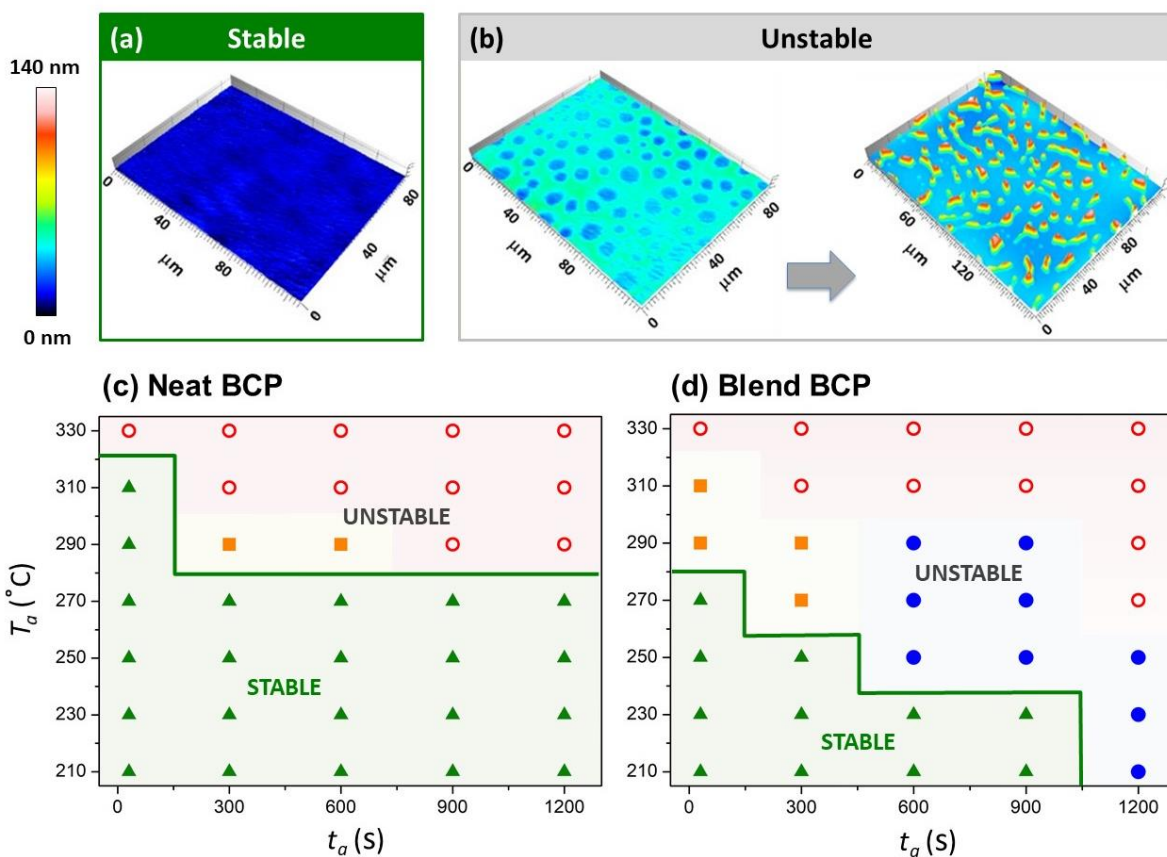 (a) Stable
(b) Unstable
140 nm
0 nm
0
40
80
μm
0
40
80
μm
0
40
80
μm
0
40
80
μm
0
60
120
μm
0
40
80
μm
(c) Neat BCP
330
310
290
270
250
230
210
Tₐ (˚C)
UNSTABLE
STABLE
0 300 600 900 1200
tₐ (s)
(d) Blend BCP
330
310
290
270
250
230
210
UNSTABLE
STABLE
0 300 600 900 1200
tₐ (s)